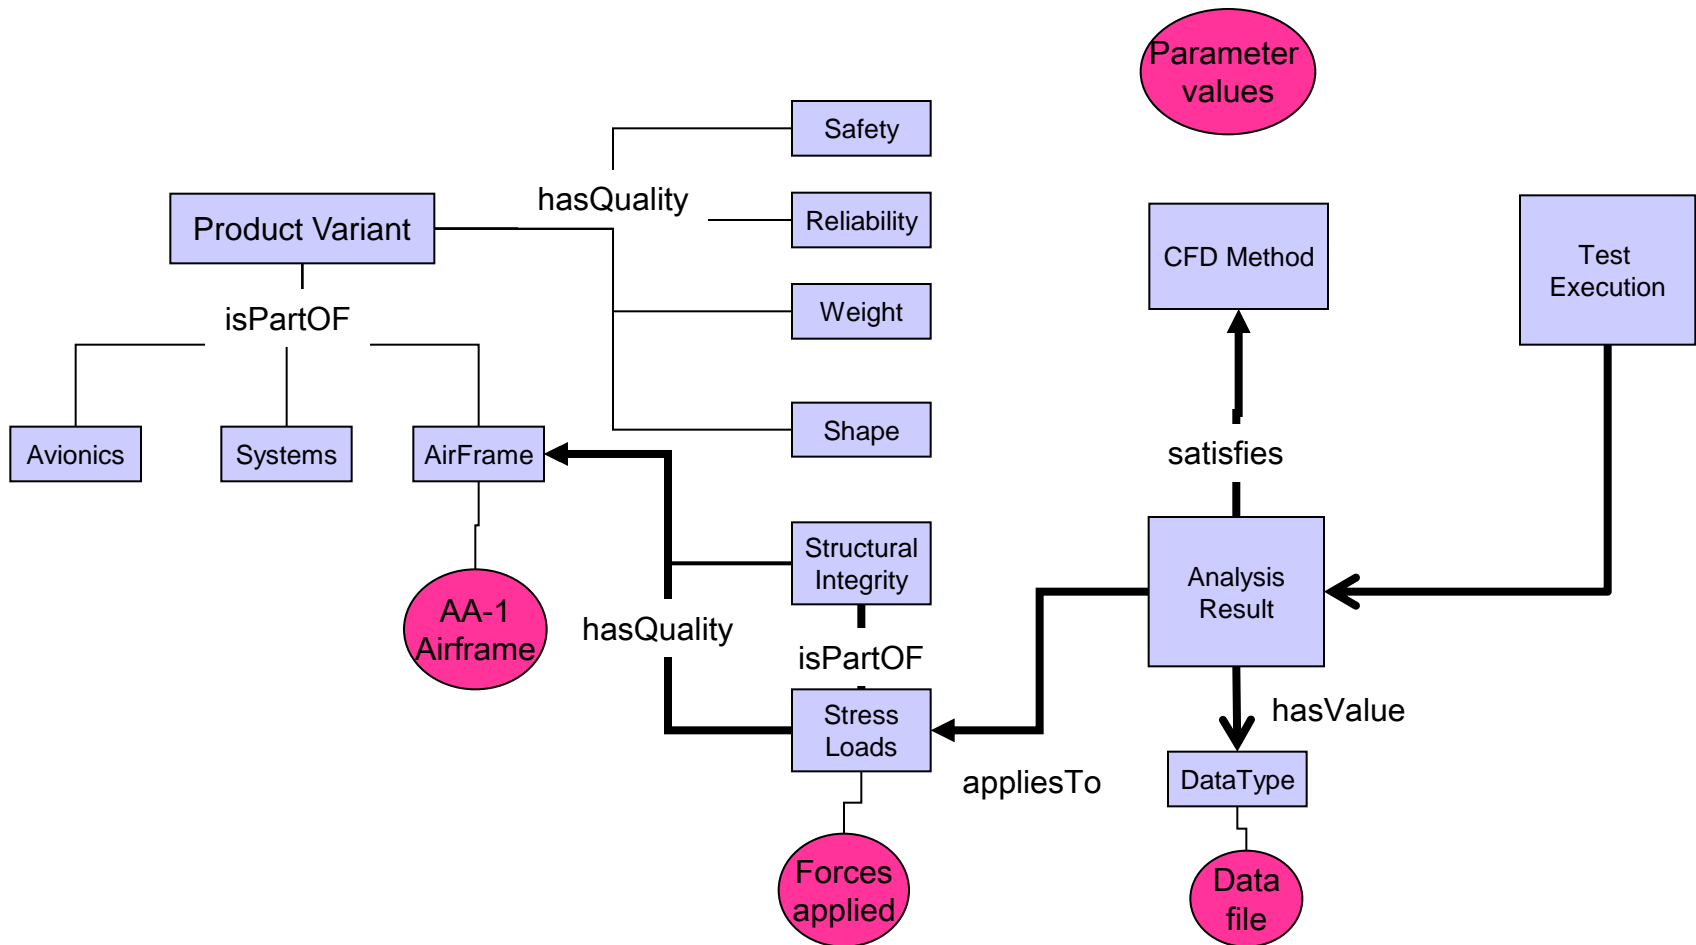 Parameter
values
Safety
hasQuality
Reliability
Product Variant
CFD Method
Test
Execution
Weight
isPartOF
Shape
Avionics
Systems
AirFrame
satisfies
Structural
Integrity
Analysis
Result
AA-1
Airframe
hasQuality
isPartOF
Stress
Loads
hasValue
appliesTo
DataType
Forces
applied
Data
file